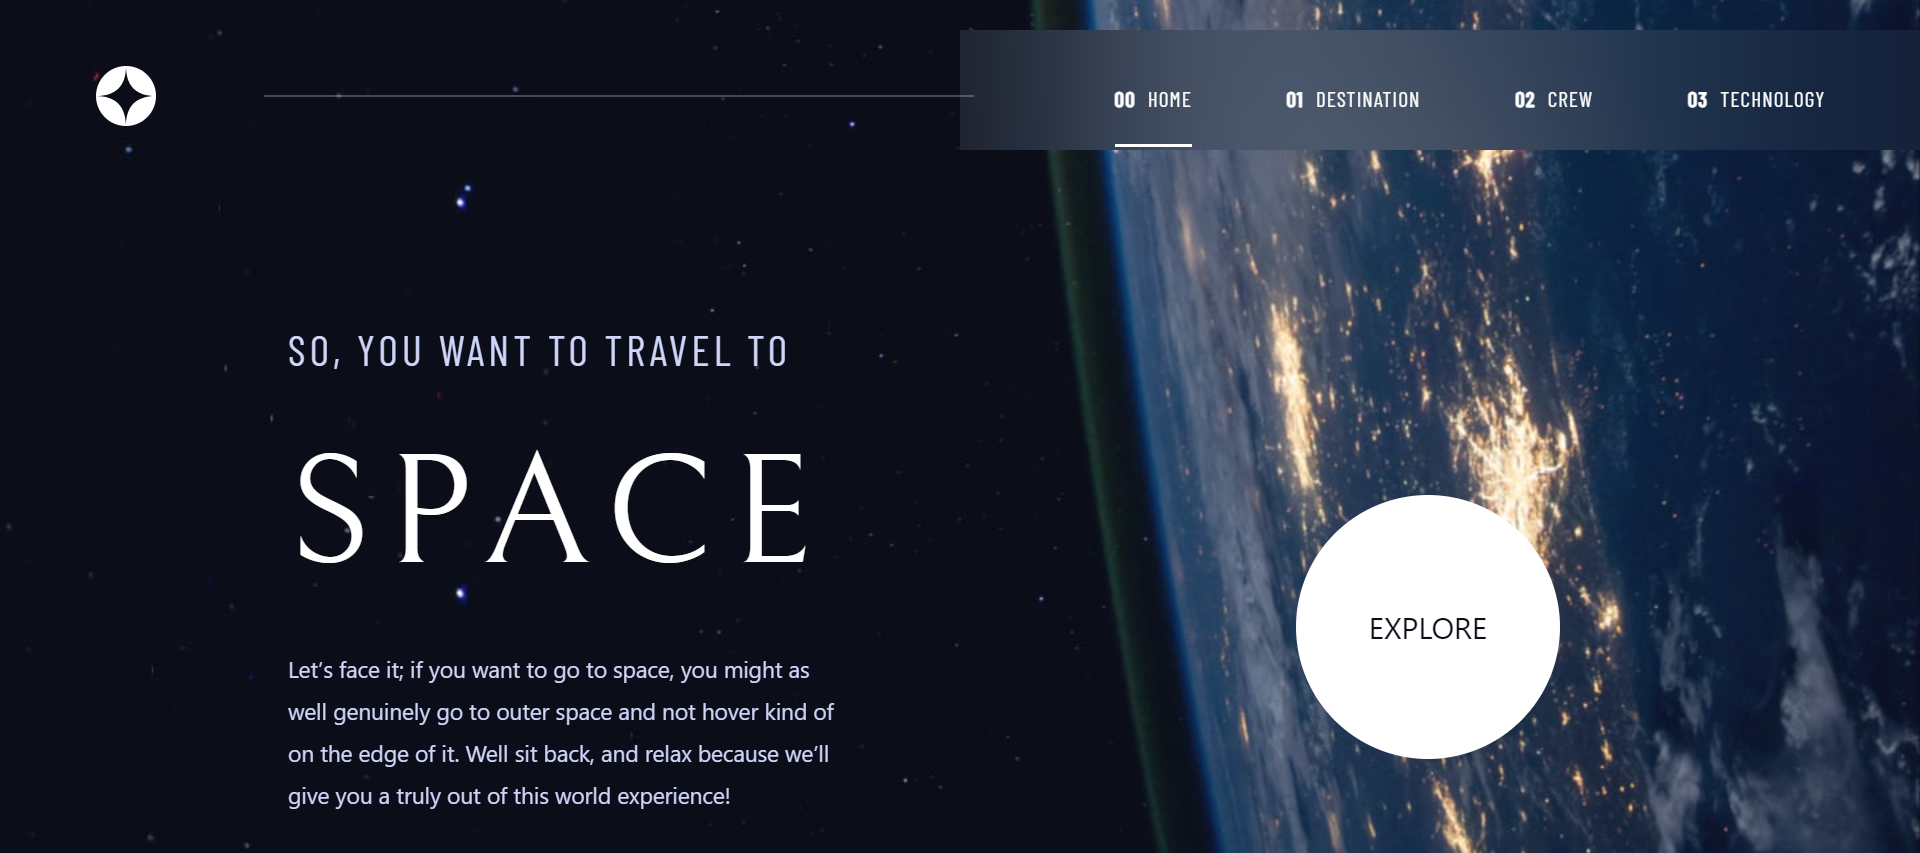 00 HOME 01 DESTINATION 02 CREW 03 TECHNOLOGY
SO, YOU WANT TO TRAVEL TO
SPACE
Let’s face it; if you want to go to space, you might as
well genuinely go to outer space and not hover kind of
on the edge of it. Well sit back, and relax because we’ll
give you a truly out of this world experience!
EXPLORE